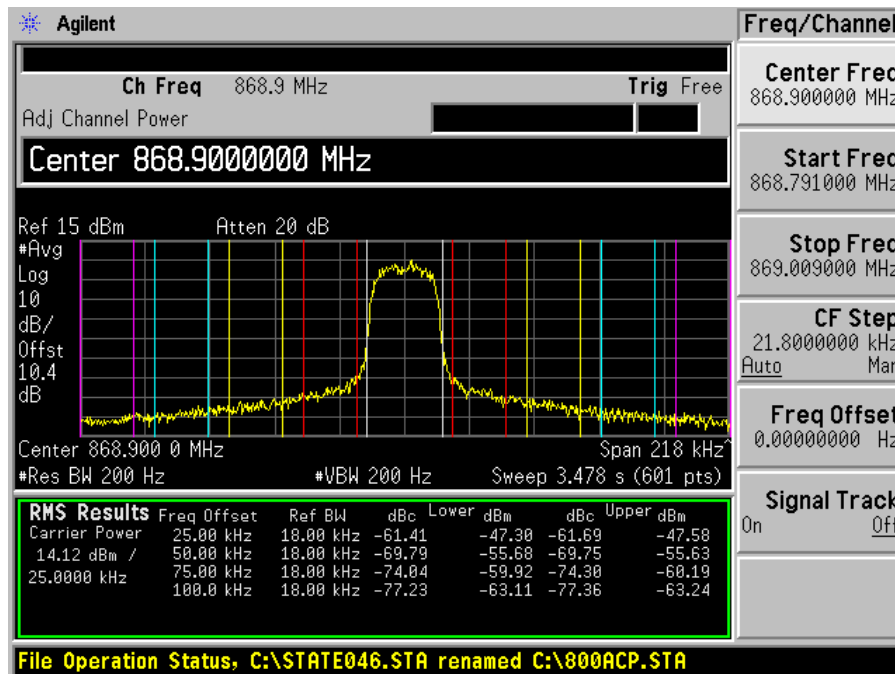 Agilent
Freq/Channel
Ch Freq 868.9 MHz Trig Free
Adj Channel Power
Center 868.9000000 MHz
Ref 15 dBm Atten 20 dB
#Avg
Log
10
dB/
Offst
10.4
dB
Center 868.900 0 MHz Span 218 kHz^
#Res BW 200 Hz #VBW 200 Hz Sweep 3.478 s (601 pts)
RMS Results Freq Offset Ref BW dBc Lower dBm dBc Upper dBm
Carrier Power 25.00 kHz 18.00 kHz -61.41 -47.30 -61.69 -47.58
14.12 dBm / 50.00 kHz 18.00 kHz -69.79 -55.68 -69.75 -55.63
25.0000 kHz 75.00 kHz 18.00 kHz -74.04 -59.92 -74.30 -60.19
100.0 kHz 18.00 kHz -77.23 -63.11 -77.36 -63.24
Center Freq
868.900000 MHz
Start Freq
868.791000 MHz
Stop Freq
869.009000 MHz
CF Step
21.8000000 kHz
Auto Man
Freq Offset
0.00000000 Hz
Signal Track
On Off
File Operation Status, C:\STATE046.STA renamed C:\800ACP.STA